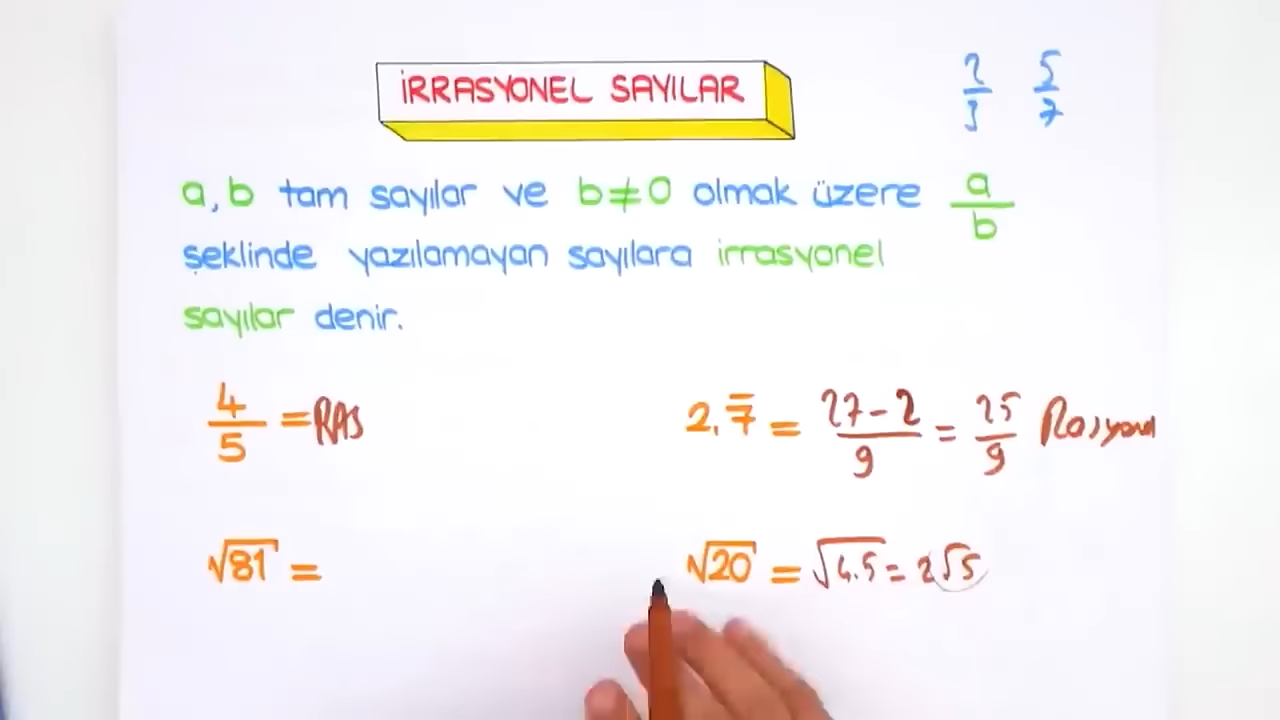 İRRASYONEL SAYILAR
2/3 5/7
a, b tam sayılar ve b≠0 olmak üzere a/b
şeklinde yazılamayan sayılara irrasyonel
sayılar denir.
4/5 = RAS
2,7̅ = (27-2)/9 = 25/9 Rasyonel
√81 =
√20 = √4.5 = 2√5